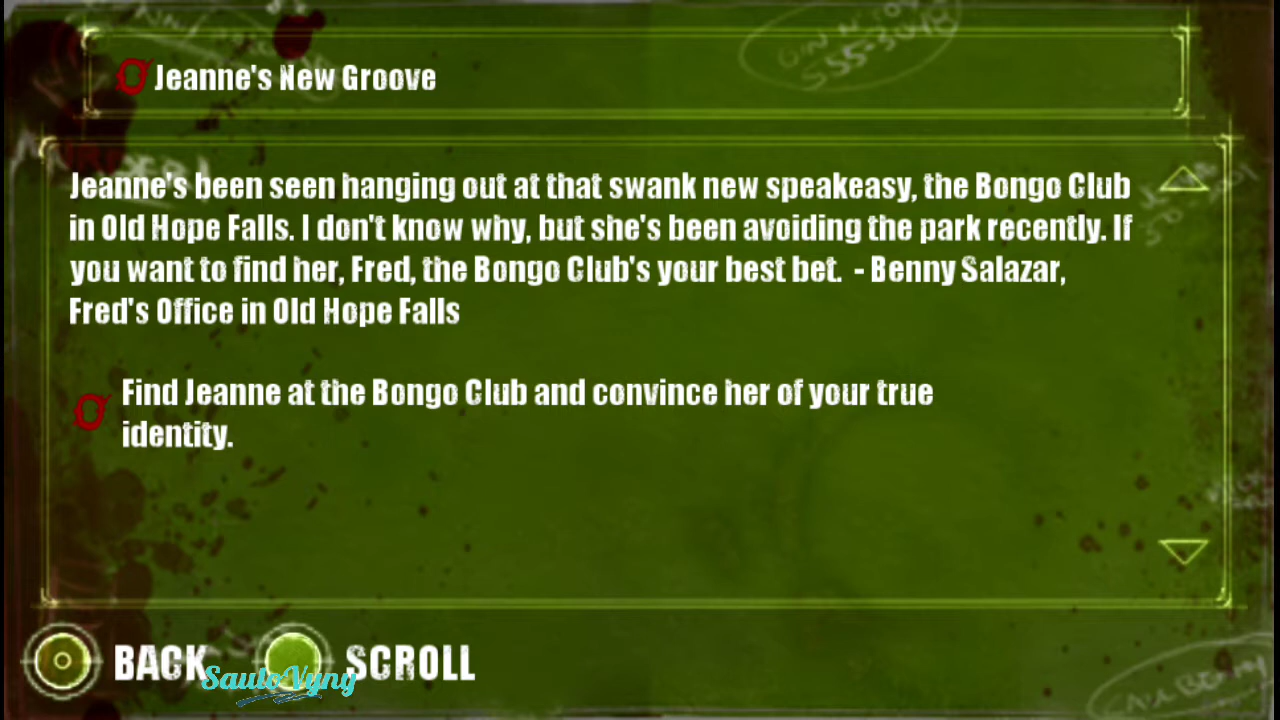 GIN N
555-3048
Jeanne's New Groove
Jeanne's been seen hanging out at that swank new speakeasy, the Bongo Club
in Old Hope Falls. I don't know why, but she's been avoiding the park recently. If
you want to find her, Fred, the Bongo Club's your best bet.  - Benny Salazar,
Fred's Office in Old Hope Falls
Find Jeanne at the Bongo Club and convince her of your true
identity.
BACK
SCROLL
SautoVyng